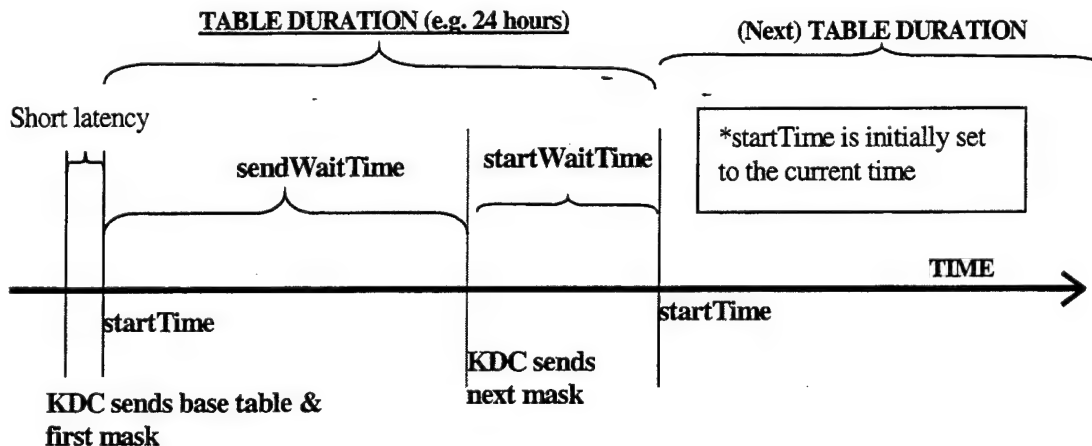 TABLE DURATION (e.g. 24 hours)
(Next) TABLE DURATION
Short latency
*startTime is initially set
to the current time
sendWaitTime
startWaitTime
TIME
startTime
startTime
KDC sends
next mask
KDC sends base table &
first mask